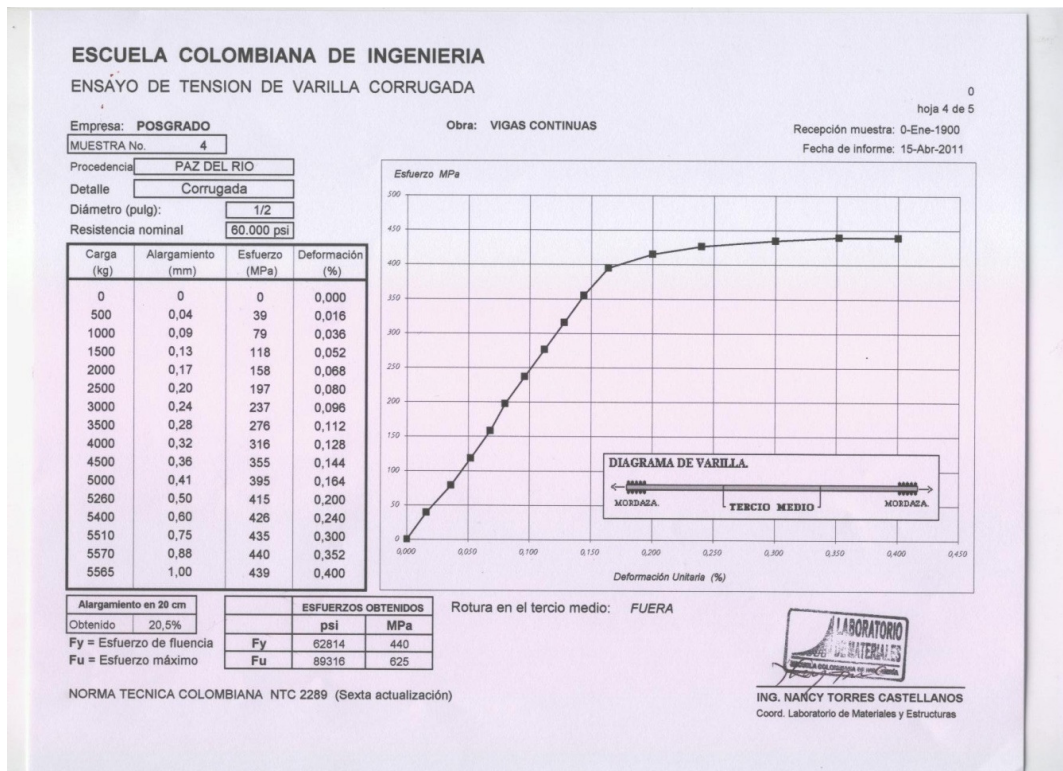 ESCUELA COLOMBIANA DE INGENIERIA
ENSAYO DE TENSION DE VARILLA CORRUGADA
0
hoja 4 de 5
Empresa: POSGRADO
Obra: VIGAS CONTINUAS
Recepción muestra: 0-Ene-1900
MUESTRA No. 4
Fecha de informe: 15-Abr-2011
Procedencia PAZ DEL RIO
Detalle Corrugada
Diámetro (pulg): 1/2
Resistencia nominal 60.000 psi
Carga (kg) Alargamiento (mm) Esfuerzo (MPa) Deformación (%)
0 0 0 0,000
500 0,04 39 0,016
1000 0,09 79 0,036
1500 0,13 118 0,052
2000 0,17 158 0,068
2500 0,20 197 0,080
3000 0,24 237 0,096
3500 0,28 276 0,112
4000 0,32 316 0,128
4500 0,36 355 0,144
5000 0,41 395 0,164
5260 0,50 415 0,200
5400 0,60 426 0,240
5510 0,75 435 0,300
5570 0,88 440 0,352
5565 1,00 439 0,400
Esfuerzo MPa
500
450
400
350
300
250
200
150
100
50
0
0,000 0,050 0,100 0,150 0,200 0,250 0,300 0,350 0,400 0,450
Deformación Unitaria (%)
DIAGRAMA DE VARILLA.
MORDAZA. TERCIO MEDIO MORDAZA.
Alargamiento en 20 cm
Obtenido 20,5%
Fy = Esfuerzo de fluencia
Fu = Esfuerzo máximo
ESFUERZOS OBTENIDOS
psi MPa
Fy 62814 440
Fu 89316 625
Rotura en el tercio medio: FUERA
LABORATORIO
DE MATERIALES
ESCUELA COLOMBIANA DE
NORMA TECNICA COLOMBIANA NTC 2289 (Sexta actualización)
ING. NANCY TORRES CASTELLANOS
Coord. Laboratorio de Materiales y Estructuras